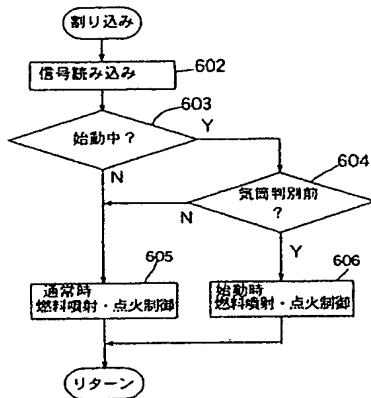 割り込み
信号読み込み
602
603
始動中？
Y
N
604
気筒判別前
？
N
Y
605
通常時
燃料噴射・点火制御
606
始動時
燃料噴射・点火制御
リターン